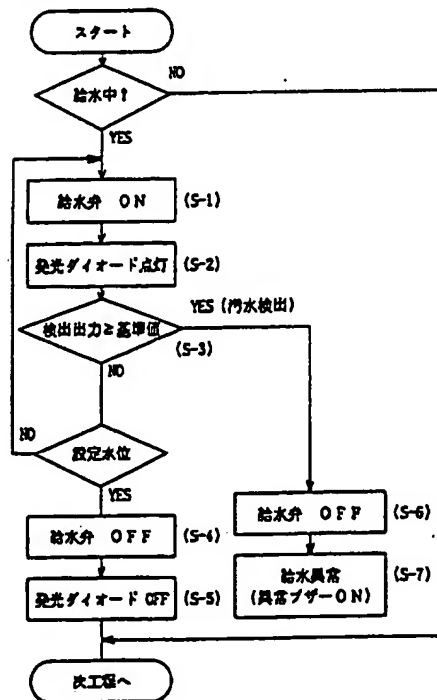 スタート
給水中?
NO
YES
給水弁 ON
(S-1)
発光ダイオード点灯
(S-2)
YES (汚水検出)
検出出力≥基準値
(S-3)
NO
NO
設定水位
YES
給水弁 OFF
(S-4)
給水弁 OFF
(S-6)
発光ダイオード OFF
(S-5)
給水異常
(異常ブザーON)
(S-7)
次工程へ